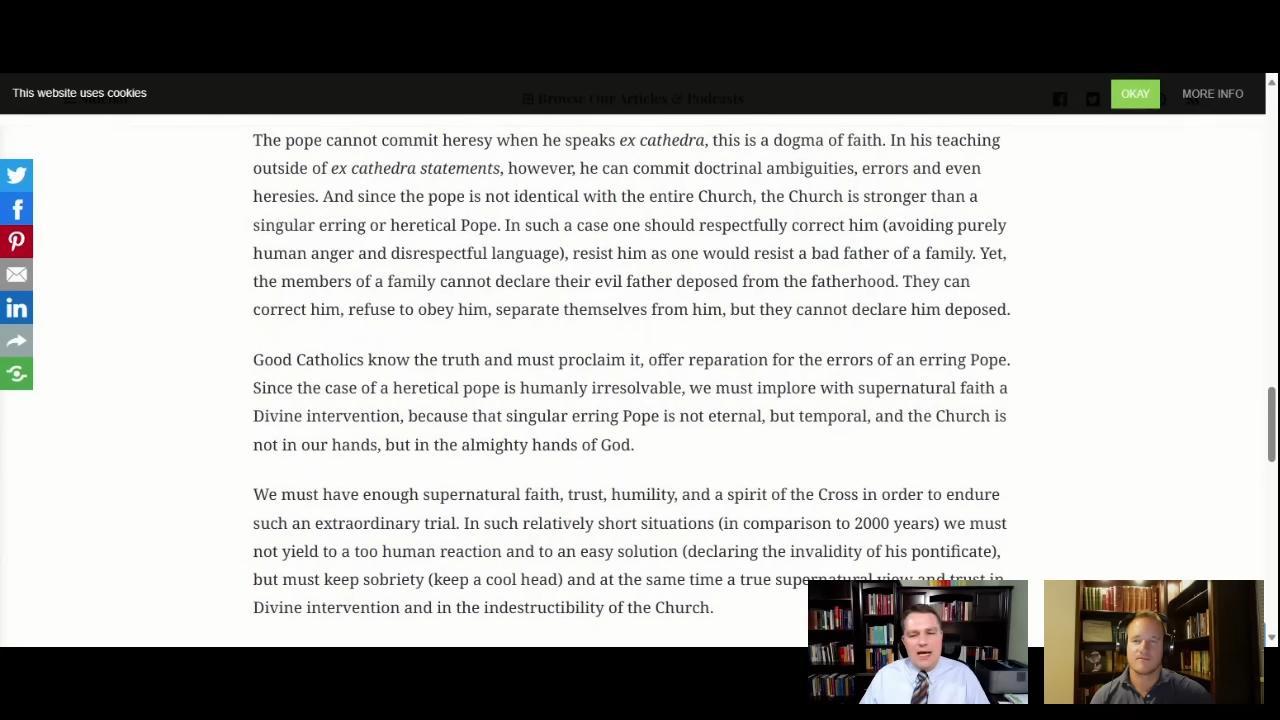 This website uses cookies
OKAY
MORE INFO
Browse Our Articles & Podcasts
The pope cannot commit heresy when he speaks ex cathedra, this is a dogma of faith. In his teaching
outside of ex cathedra statements, however, he can commit doctrinal ambiguities, errors and even
heresies. And since the pope is not identical with the entire Church, the Church is stronger than a
singular erring or heretical Pope. In such a case one should respectfully correct him (avoiding purely
human anger and disrespectful language), resist him as one would resist a bad father of a family. Yet,
the members of a family cannot declare their evil father deposed from the fatherhood. They can
correct him, refuse to obey him, separate themselves from him, but they cannot declare him deposed.
Good Catholics know the truth and must proclaim it, offer reparation for the errors of an erring Pope.
Since the case of a heretical pope is humanly irresolvable, we must implore with supernatural faith a
Divine intervention, because that singular erring Pope is not eternal, but temporal, and the Church is
not in our hands, but in the almighty hands of God.
We must have enough supernatural faith, trust, humility, and a spirit of the Cross in order to endure
such an extraordinary trial. In such relatively short situations (in comparison to 2000 years) we must
not yield to a too human reaction and to an easy solution (declaring the invalidity of his pontificate),
but must keep sobriety (keep a cool head) and at the same time a true supernatural view and trust in
Divine intervention and in the indestructibility of the Church.